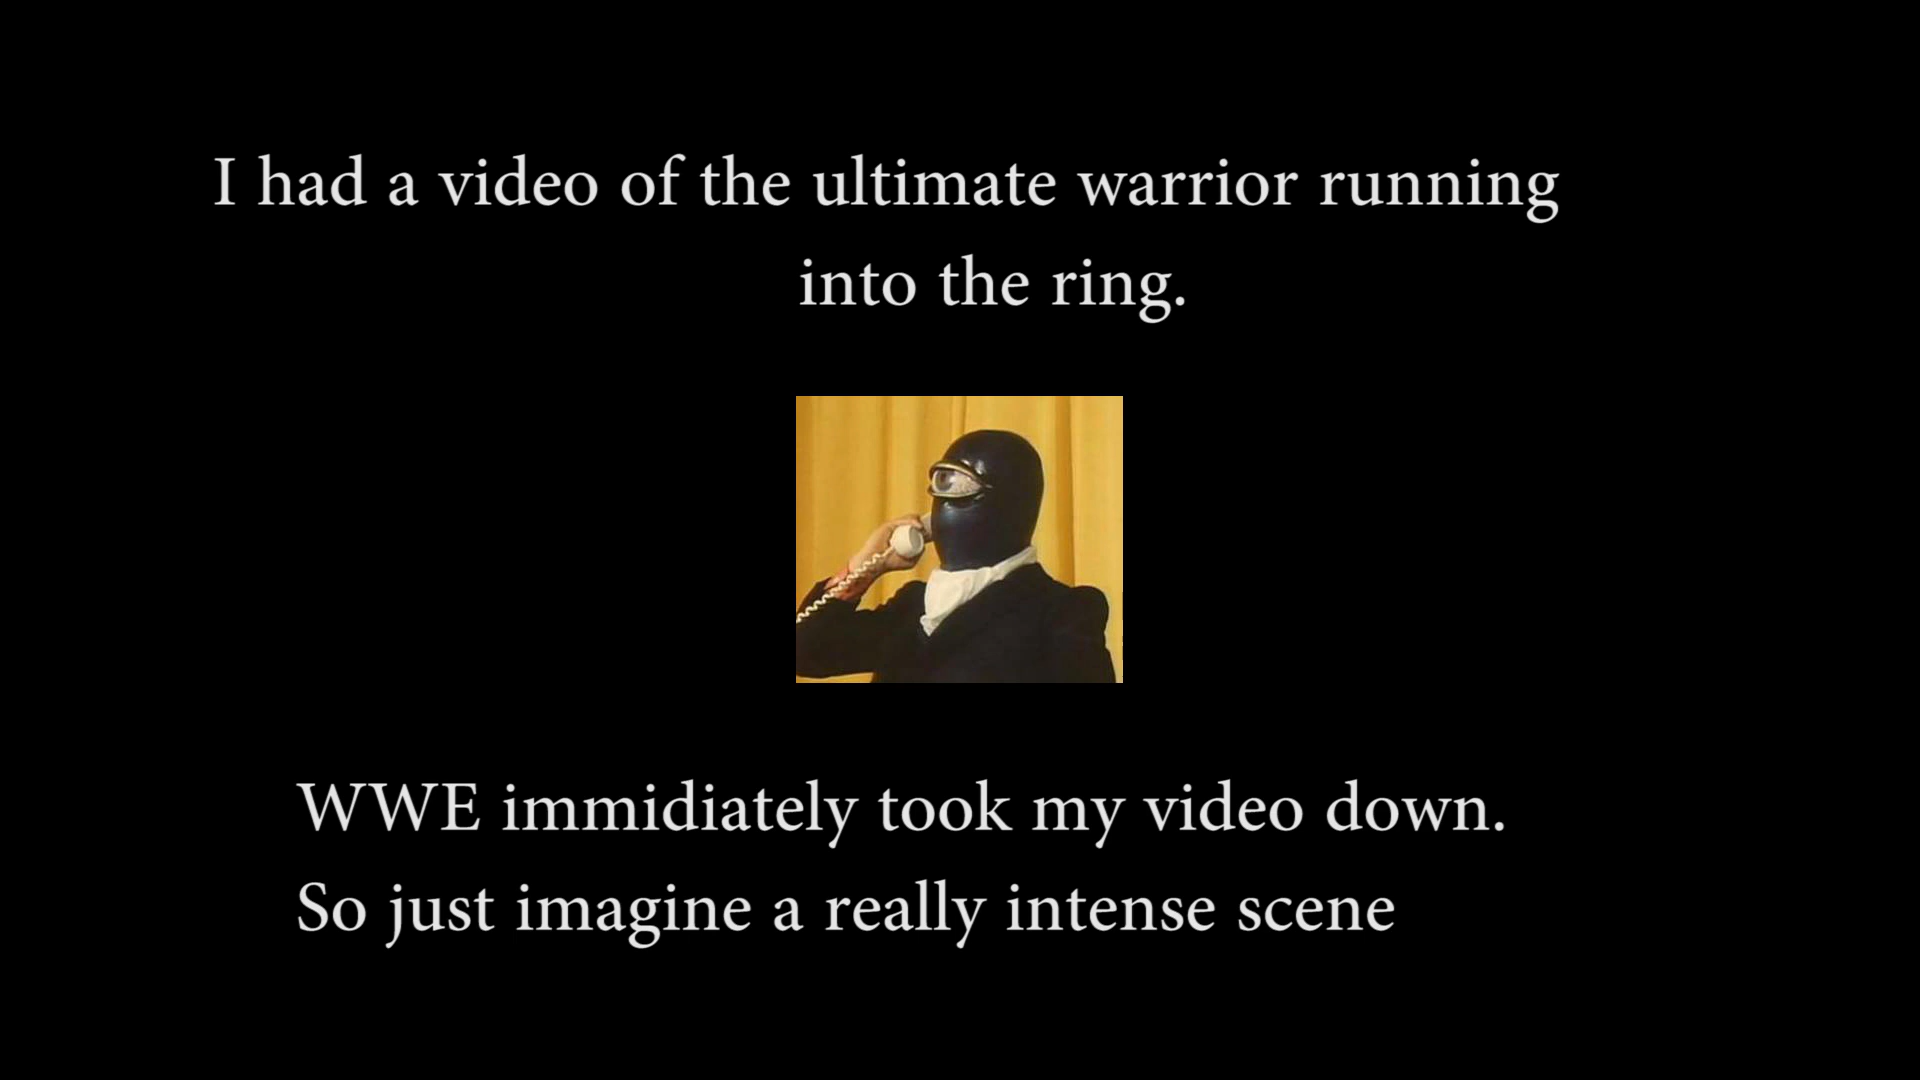 I had a video of the ultimate warrior running
into the ring.
WWE immidiately took my video down.
So just imagine a really intense scene